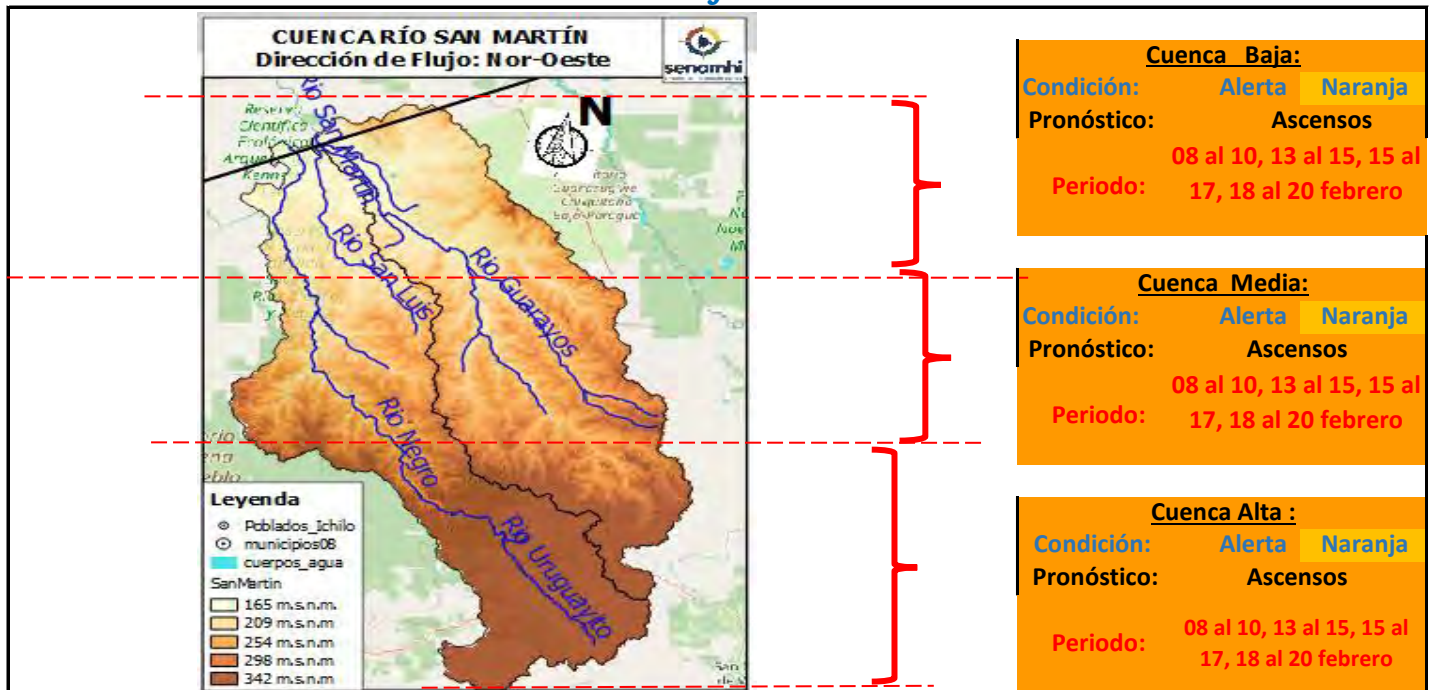 CUENCA RÍO SAN MARTÍN
Dirección de Flujo: Nor-Oeste
senamhi
N
Reserva
Científica
Ecológica
Kenn
Río San Martín
Río San Luis
Río Guarayos
Río Negro
Río Uruguayito
Leyenda
Poblados_Ichilo
municipios08
cuerpos_agua
SanMartin
165 m.s.n.m.
209 m.s.n.m
254 m.s.n.m
298 m.s.n.m
342 m.s.n.m
Cuenca Baja:
Condición: Alerta Naranja
Pronóstico: Ascensos
Periodo: 08 al 10, 13 al 15, 15 al
17, 18 al 20 febrero
Cuenca Media:
Condición: Alerta Naranja
Pronóstico: Ascensos
Periodo: 08 al 10, 13 al 15, 15 al
17, 18 al 20 febrero
Cuenca Alta :
Condición: Alerta Naranja
Pronóstico: Ascensos
Periodo: 08 al 10, 13 al 15, 15 al
17, 18 al 20 febrero